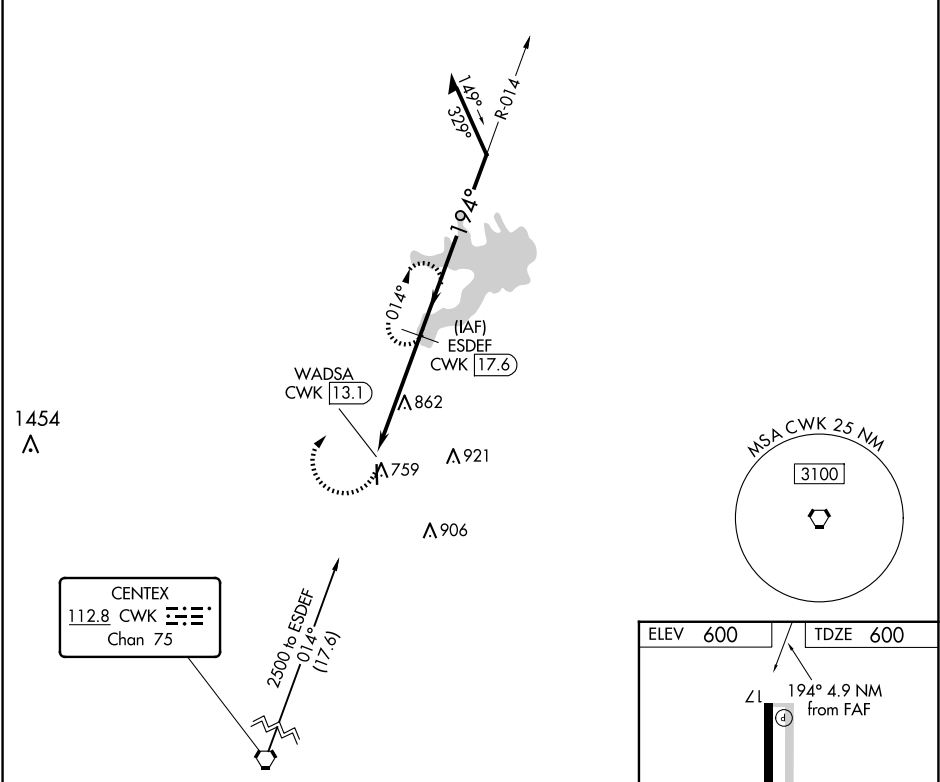 149°
329°
R-014
194°
014°
(IAF)
ESDEF
CWK 17.6
WADSA
CWK 13.1
862
1454
921
759
906
MSA CWK 25 NM
3100
CENTEX
112.8 CWK
Chan 75
2500 to ESDEF
014°
(17.6)
ELEV 600
TDZE 600
194° 4.9 NM
from FAF
17
P